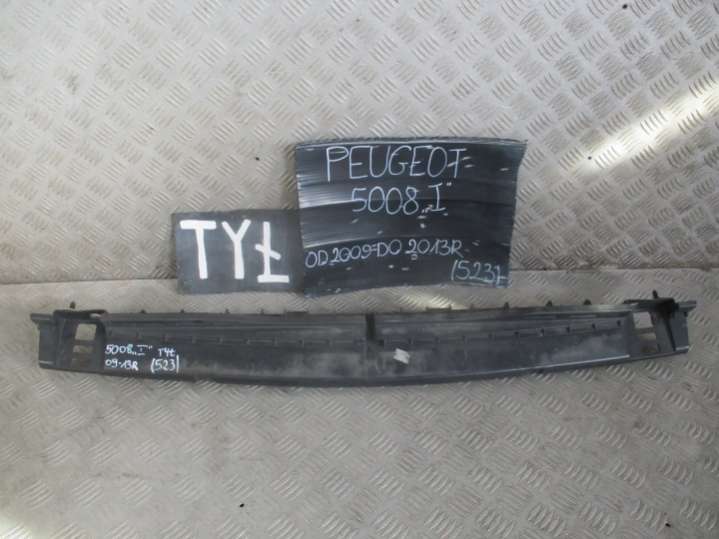 PEUGEOT
5008 „I"
OD 2009-DO 2013R
(523)
TYŁ
5008 „I" TYŁ
09-13R (523)